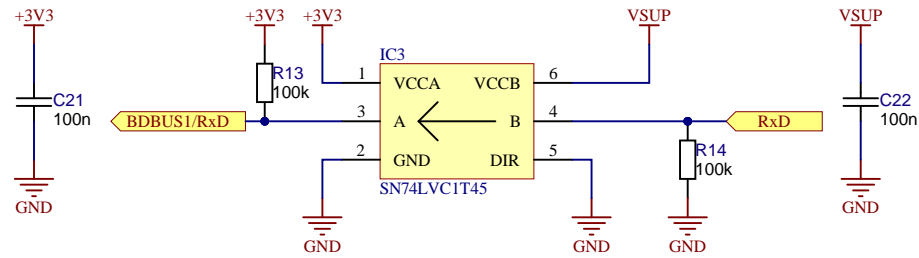 +3V3
+3V3
+3V3
VSUP
VSUP
IC3
R13
100k
1
VCCA
VCCB
6
C21
100n
BDBUS1/RxD
3
A
B
4
RxD
C22
100n
2
GND
DIR
5
R14
100k
SN74LVC1T45
GND
GND
GND
GND
GND